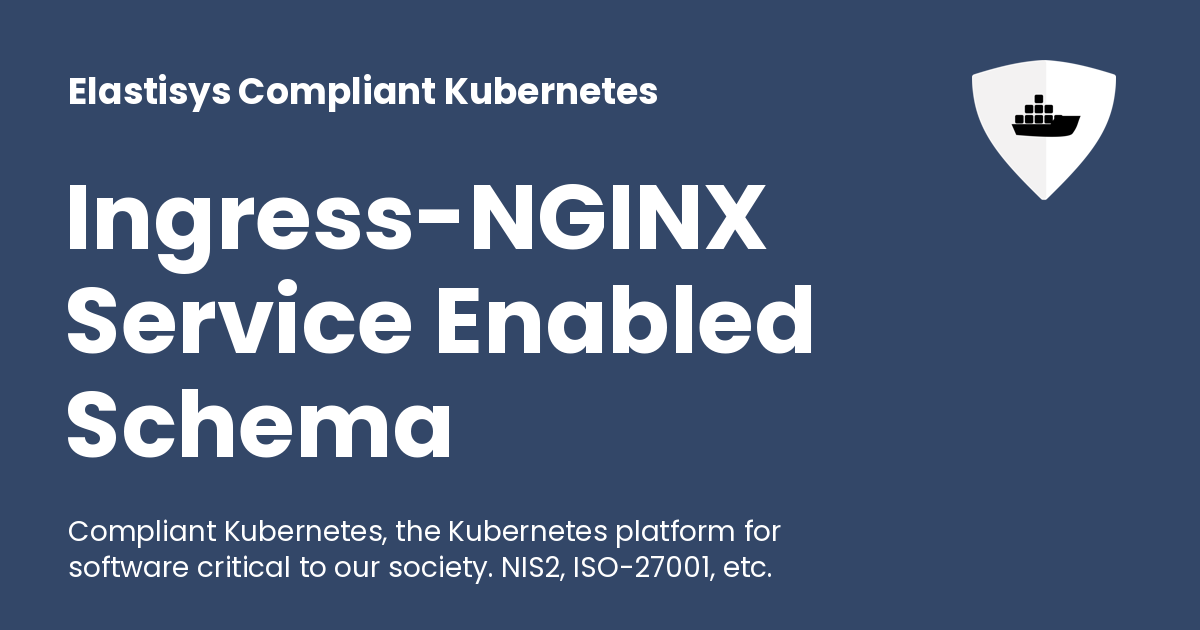 Elastisys Compliant Kubernetes
Ingress-NGINX
Service Enabled
Schema
Compliant Kubernetes, the Kubernetes platform for
software critical to our society. NIS2, ISO-27001, etc.